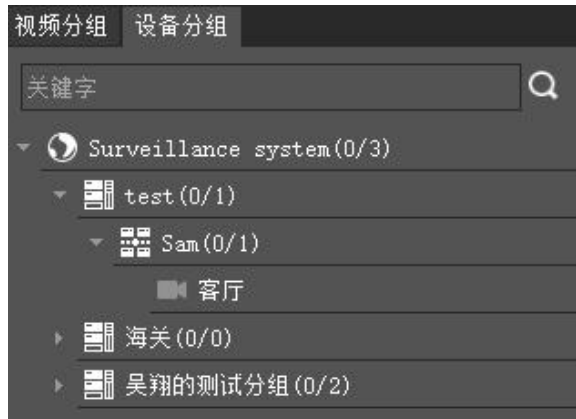 视频分组 设备分组
关键字
Surveillance system(0/3)
test(0/1)
Sam(0/1)
客厅
海关(0/0)
吴翔的测试分组(0/2)